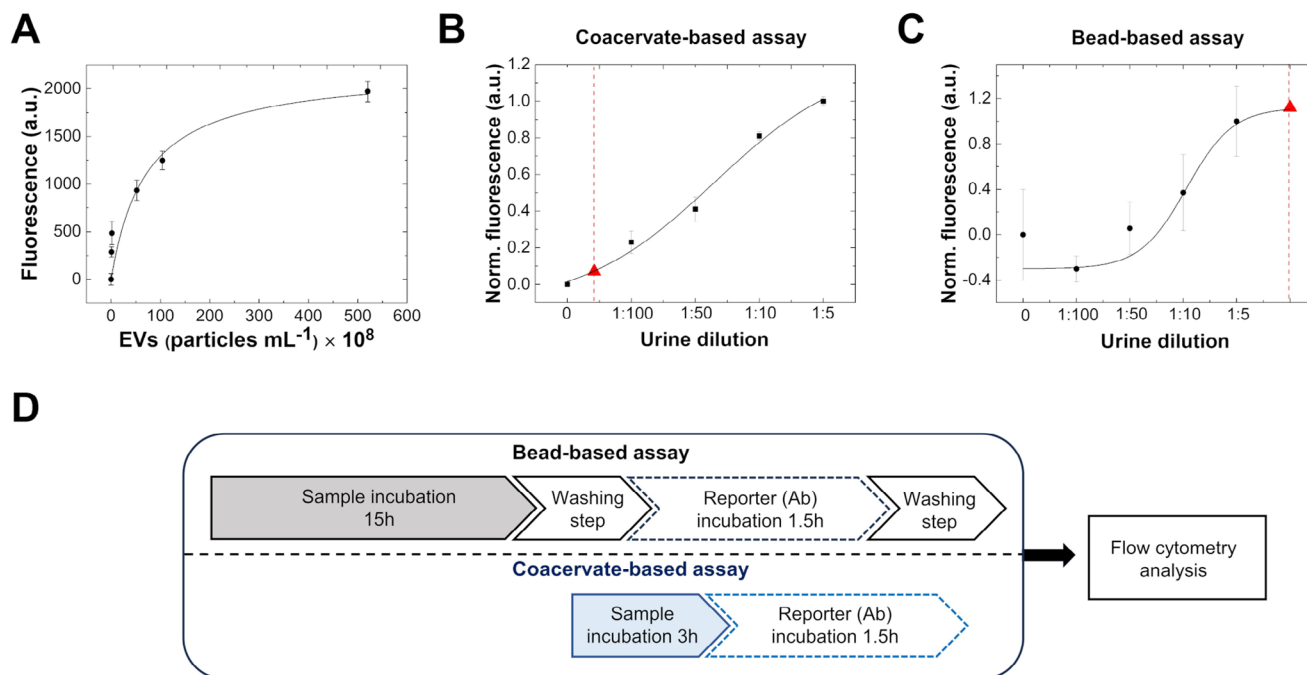 A
Fluorescence (a.u.)
2000
1500
1000
500
0
0 100 200 300 400 500 600
EVs (particles mL⁻¹) × 10⁸
B
Coacervate-based assay
Norm. fluorescence (a.u.)
1.2
1.0
0.8
0.6
0.4
0.2
0.0
0 1:100 1:50 1:10 1:5
Urine dilution
C
Bead-based assay
Norm. fluorescence (a.u.)
1.2
0.8
0.4
0.0
-0.4
0 1:100 1:50 1:10 1:5
Urine dilution
D
Bead-based assay
Sample incubation
15h
Washing
step
Reporter (Ab)
incubation 1.5h
Washing
step
Coacervate-based assay
Sample
incubation 3h
Reporter (Ab)
incubation 1.5h
Flow cytometry
analysis